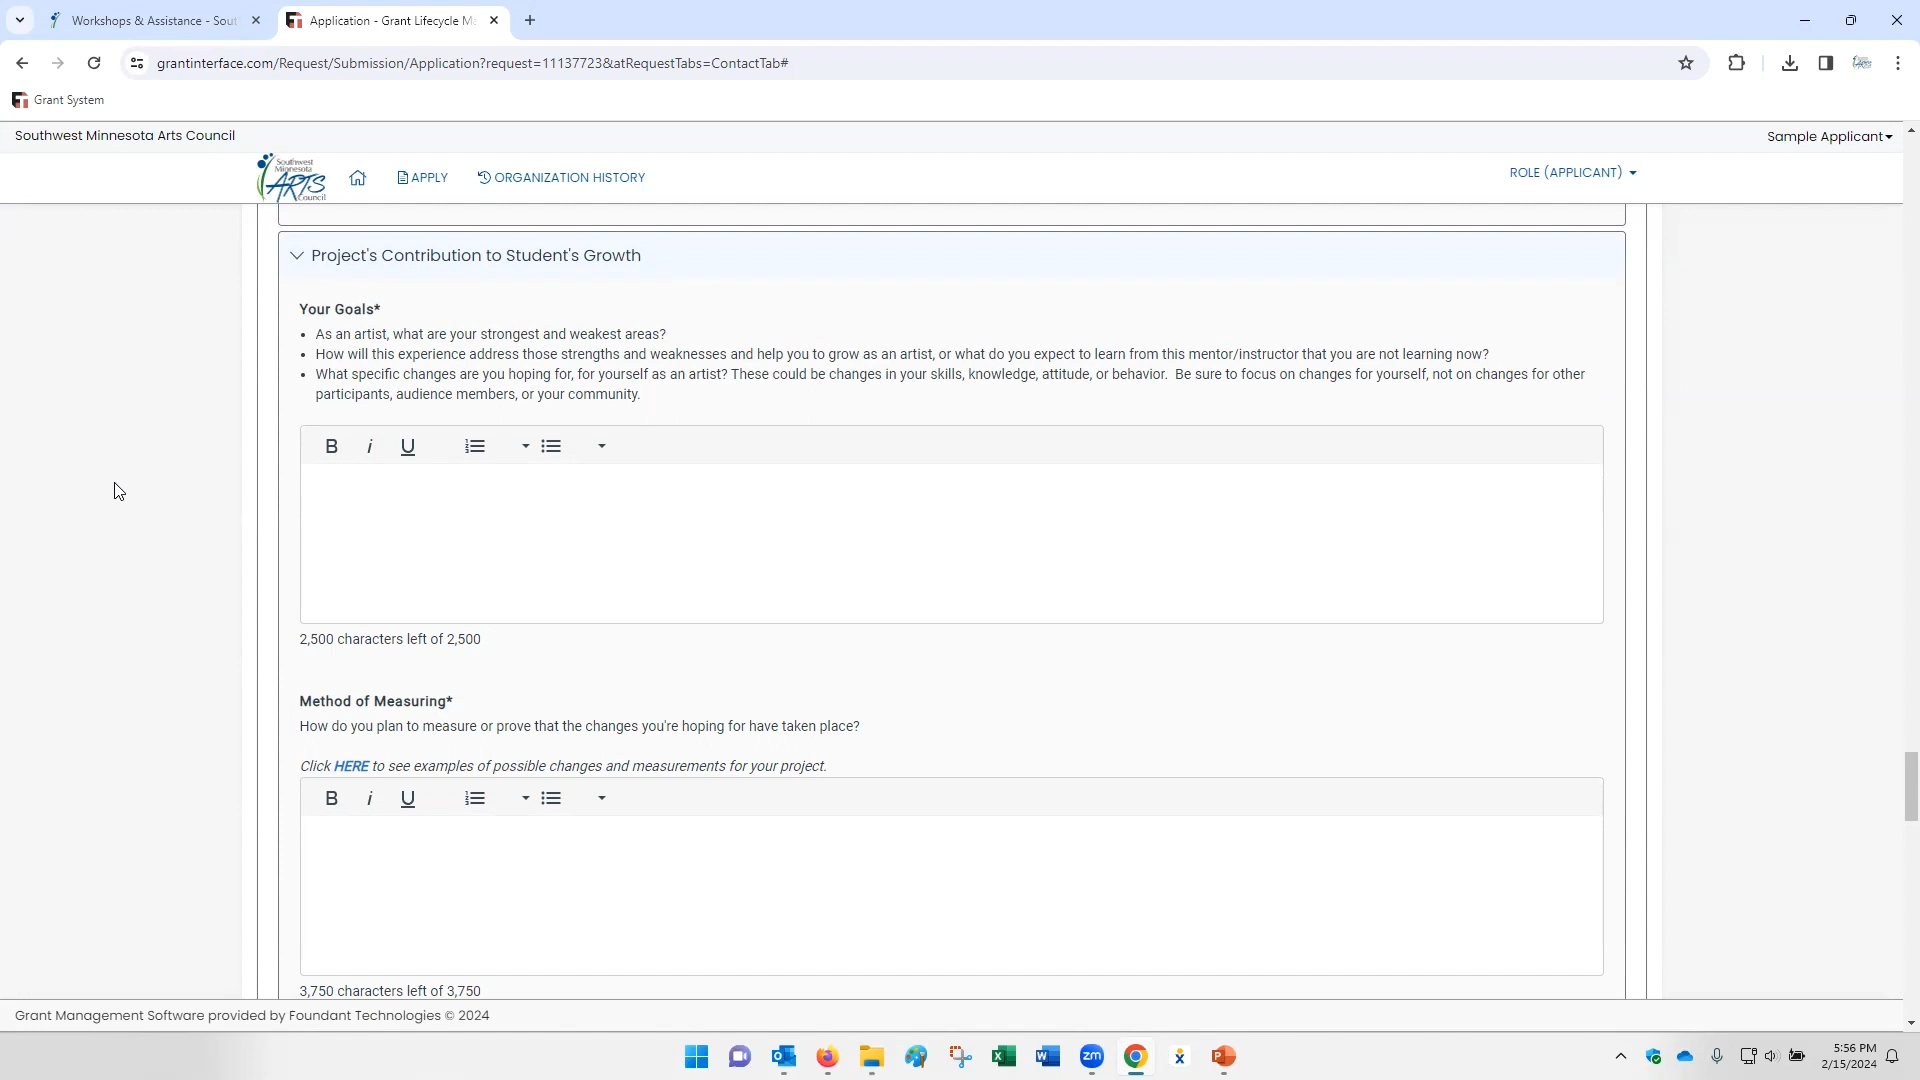 Workshops & Assistance - Sout
Application - Grant Lifecycle Ma
grantinterface.com/Request/Submission/Application?request=11137723&atRequestTabs=ContactTab#
Grant System
Southwest Minnesota Arts Council
Sample Applicant
Southwest
Minnesota
ARTS
Council
APPLY
ORGANIZATION HISTORY
ROLE (APPLICANT)
Project's Contribution to Student's Growth
Your Goals*
• As an artist, what are your strongest and weakest areas?
• How will this experience address those strengths and weaknesses and help you to grow as an artist, or what do you expect to learn from this mentor/instructor that you are not learning now?
• What specific changes are you hoping for, for yourself as an artist? These could be changes in your skills, knowledge, attitude, or behavior. Be sure to focus on changes for yourself, not on changes for other
participants, audience members, or your community.
B i U
2,500 characters left of 2,500
Method of Measuring*
How do you plan to measure or prove that the changes you're hoping for have taken place?
Click HERE to see examples of possible changes and measurements for your project.
B i U
3,750 characters left of 3,750
Grant Management Software provided by Foundant Technologies © 2024
zm
5:56 PM
2/15/2024